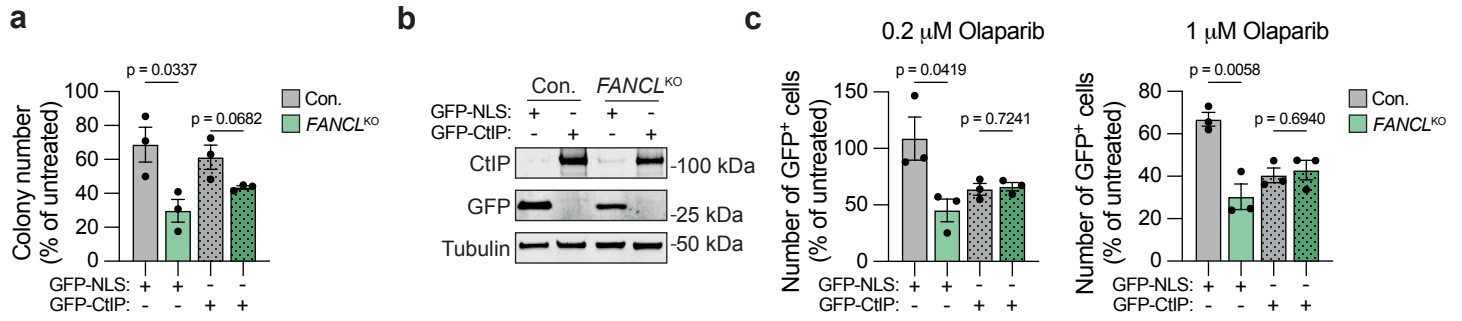 a
p = 0.0337
p = 0.0682
Colony number
(% of untreated)
100
80
60
40
20
0
Con.
FANCLᴷᴼ
GFP-NLS: + + - -
GFP-CtIP: - - + +
b
Con. FANCLᴷᴼ
GFP-NLS: + - + -
GFP-CtIP: - + - +
CtIP -100 kDa
GFP -25 kDa
Tubulin -50 kDa
c
0.2 μM Olaparib
p = 0.0419
p = 0.7241
Number of GFP⁺ cells
(% of untreated)
150
100
50
0
GFP-NLS: + + - -
GFP-CtIP: - - + +
1 μM Olaparib
p = 0.0058
p = 0.6940
Number of GFP⁺ cells
(% of untreated)
80
60
40
20
0
Con.
FANCLᴷᴼ
GFP-NLS: + + - -
GFP-CtIP: - - + +